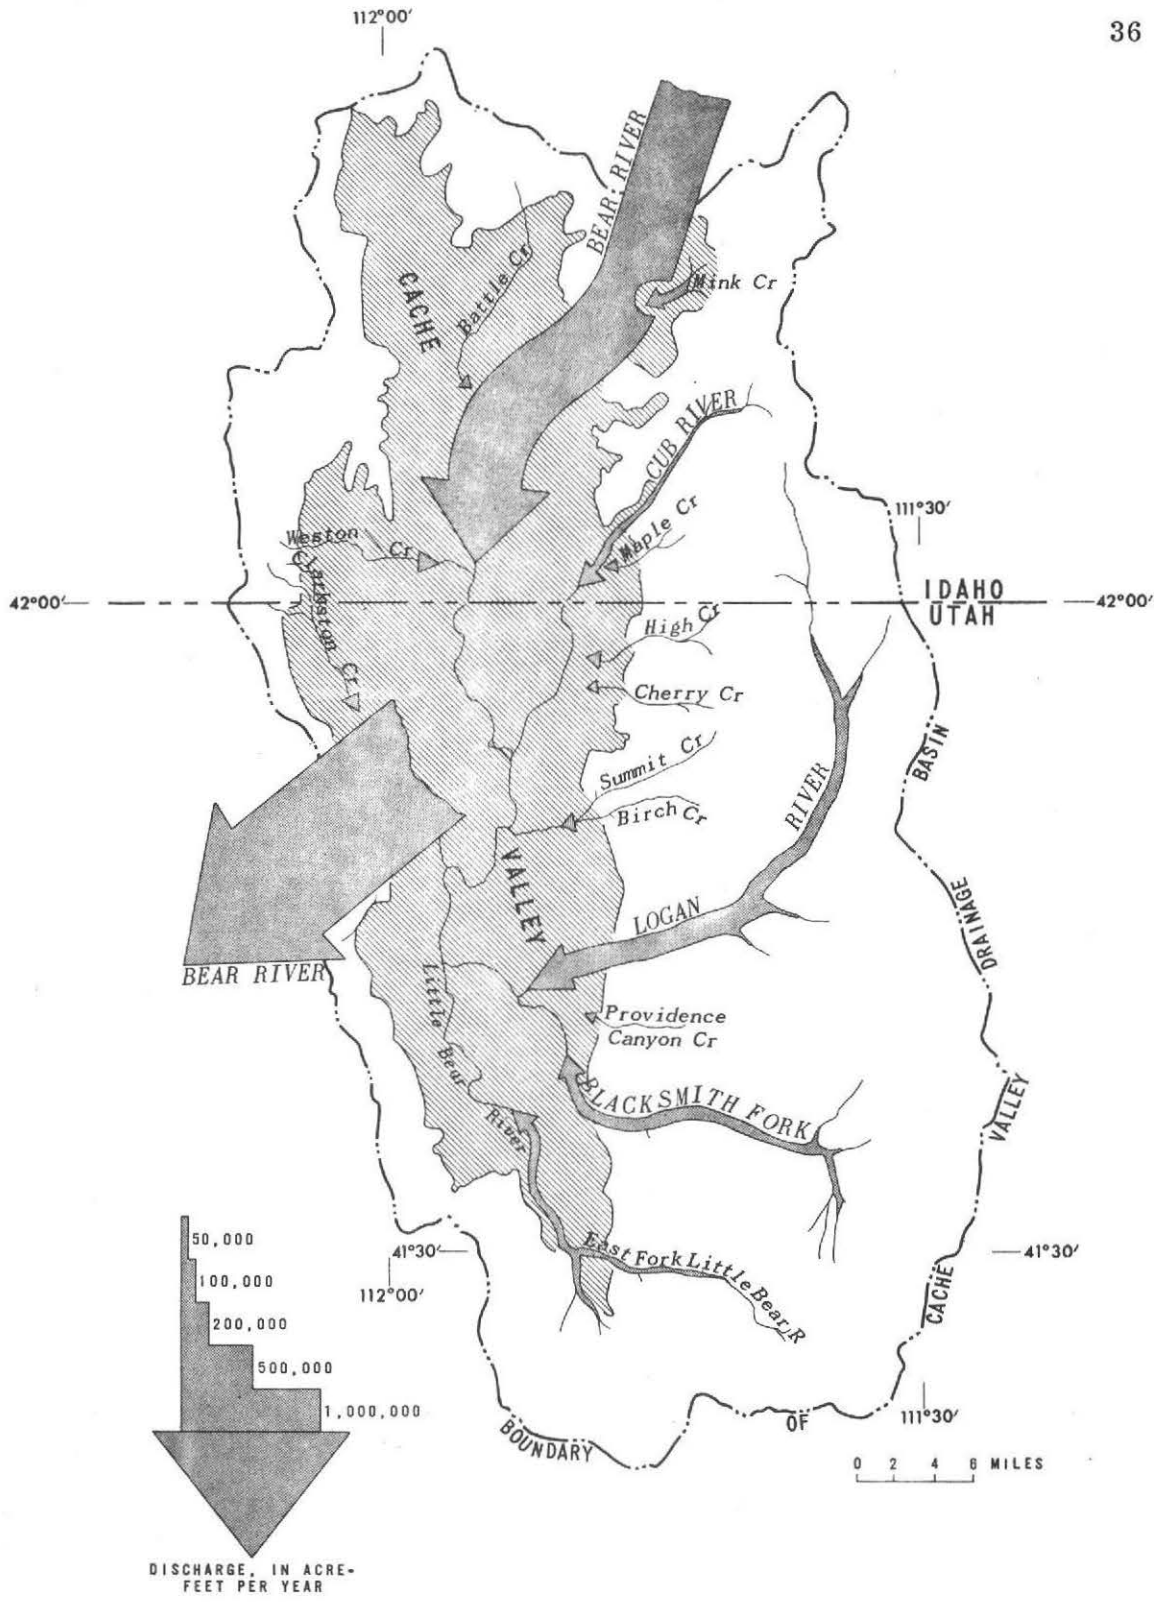 112°00′
36
BEAR RIVER
Mink Cr
Battle Cr
CACHE
CUB RIVER
Maple Cr
111°30′
Weston Cr
Clarkston Cr
42°00′
42°00′
IDAHO
UTAH
High Cr
Cherry Cr
Summit Cr
Birch Cr
RIVER
BASIN
VALLEY
LOGAN
DRAINAGE
BEAR RIVER
Little Bear River
Providence
Canyon Cr
BLACKSMITH FORK
VALLEY
East Fork Little Bear R
41°30′
41°30′
112°00′
CACHE
50,000
100,000
200,000
500,000
1,000,000
111°30′
OF
BOUNDARY
0 2 4 6 MILES
DISCHARGE, IN ACRE-
FEET PER YEAR